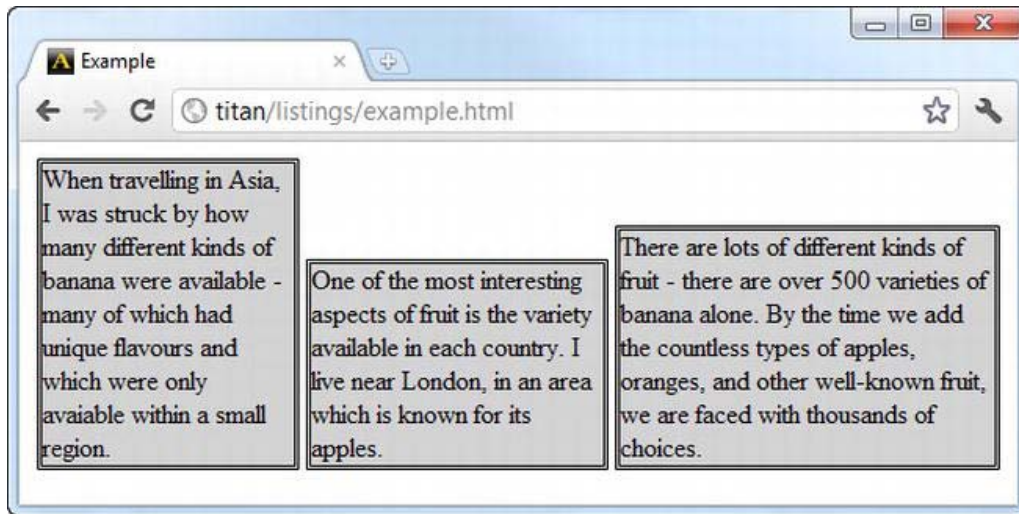 Example
titan/listings/example.html
When travelling in Asia,
I was struck by how
many different kinds of
banana were available -
many of which had
unique flavours and
which were only
avaiable within a small
region.
One of the most interesting
aspects of fruit is the variety
available in each country. I
live near London, in an area
which is known for its
apples.
There are lots of different kinds of
fruit - there are over 500 varieties of
banana alone. By the time we add
the countless types of apples,
oranges, and other well-known fruit,
we are faced with thousands of
choices.